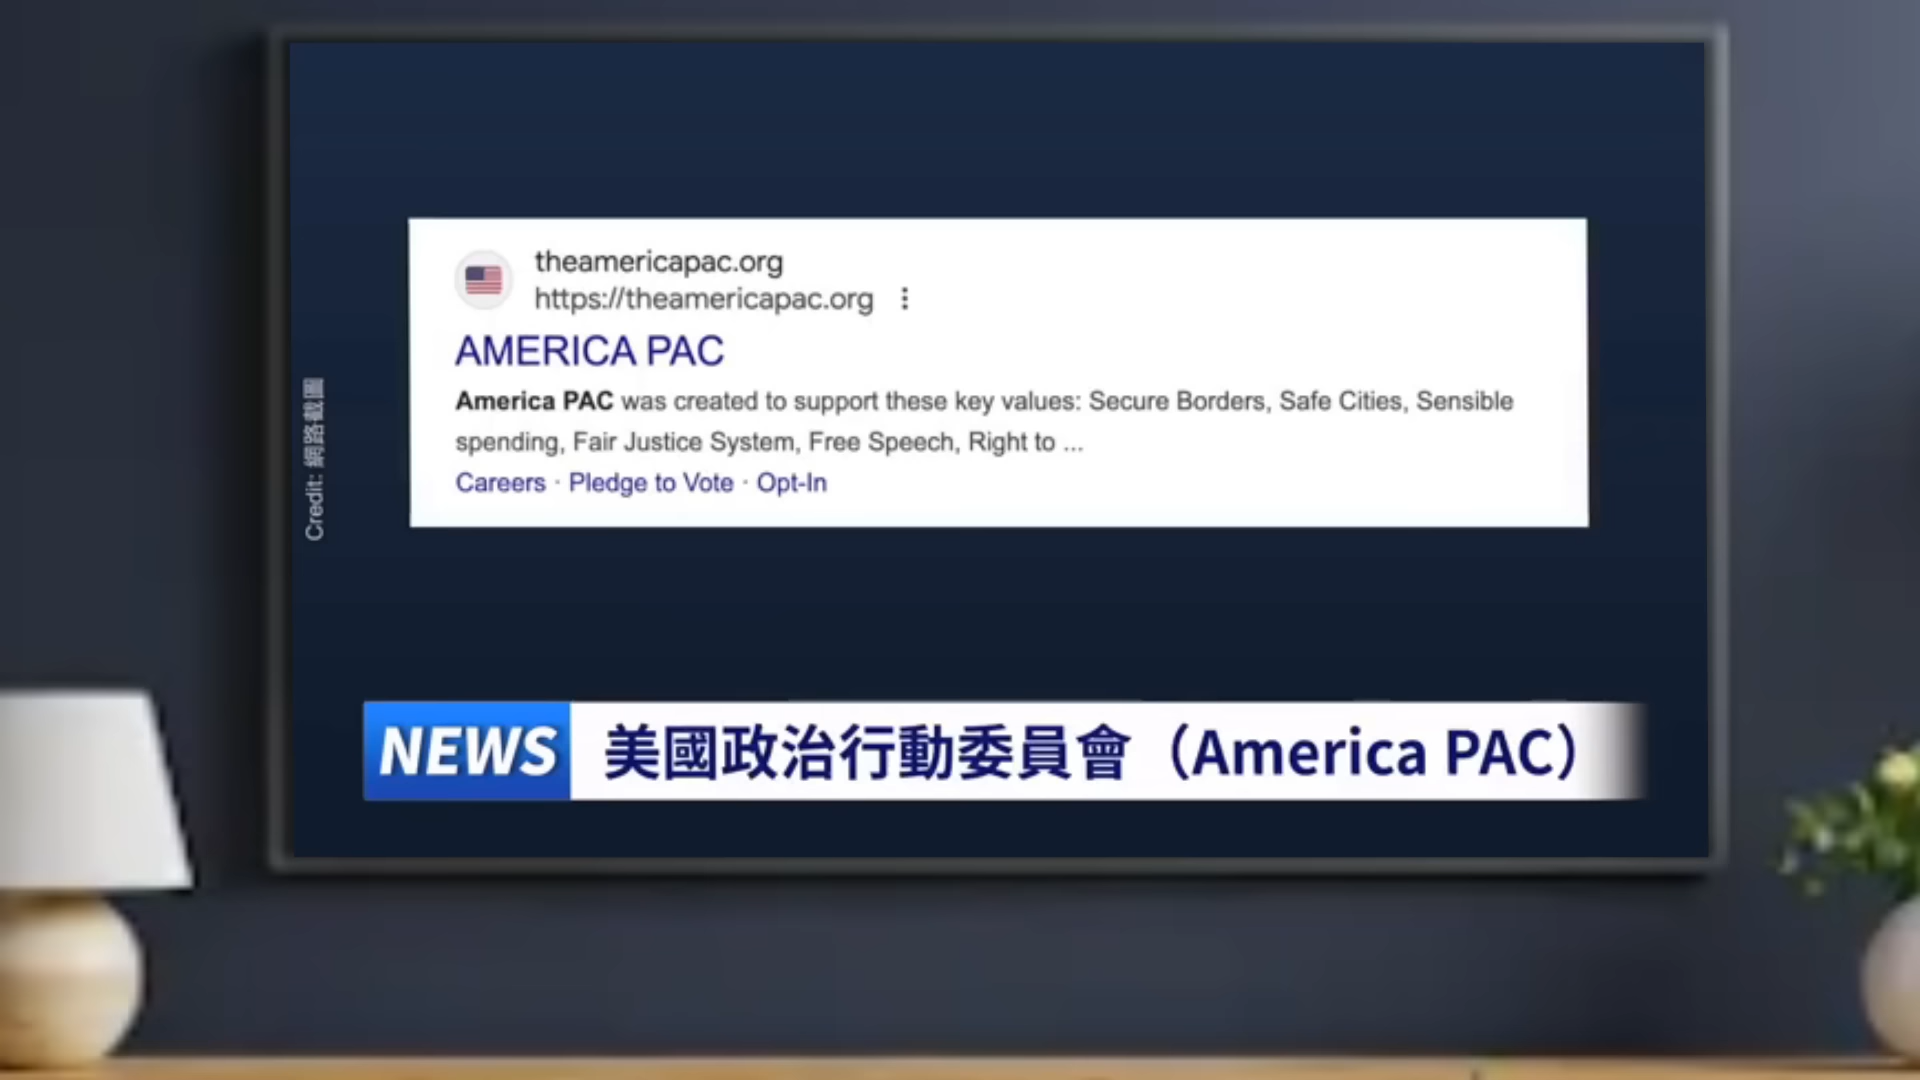 theamericapac.org
https://theamericapac.org
AMERICA PAC
America PAC was created to support these key values: Secure Borders, Safe Cities, Sensible
spending, Fair Justice System, Free Speech, Right to ...
Careers · Pledge to Vote · Opt-In
Credit: 網路截圖
NEWS 美國政治行動委員會（America PAC）